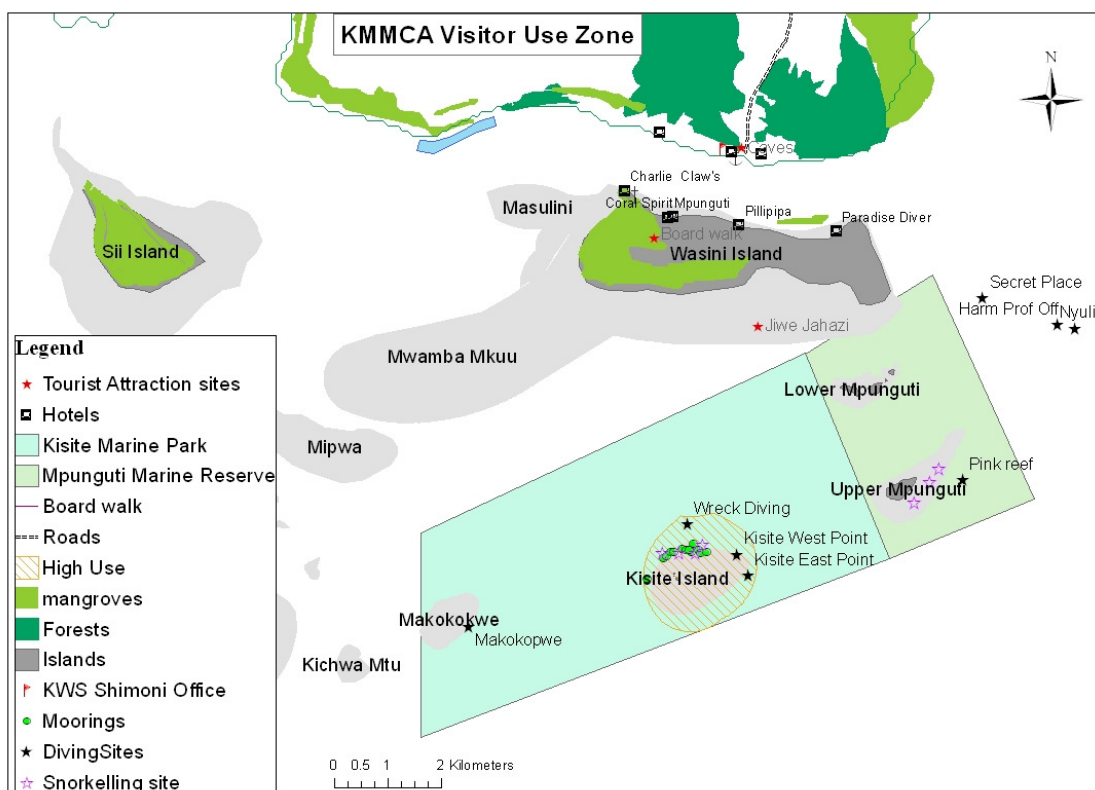 KMMCA Visitor Use Zone
N
Caves
Charlie Claw's
Coral Spirit Mpunguti
Pillipipa
Paradise Diver
Masulini
Board walk
Wasini Island
Sii Island
Secret Place
Harm Prof Off
Nyuli
Jiwe Jahazi
Mwamba Mkuu
Lower Mpunguti
Mipwa
Pink reef
Upper Mpunguti
Wreck Diving
Kisite West Point
Kisite East Point
Kisite Island
Makokokwe
Makokopwe
Kichwa Mtu
Legend
Tourist Attraction sites
Hotels
Kisite Marine Park
Mpunguti Marine Reserve
Board walk
Roads
High Use
mangroves
Forests
Islands
KWS Shimoni Office
Moorings
DivingSites
Snorkelling site
0 0.5 1 2 Kilometers